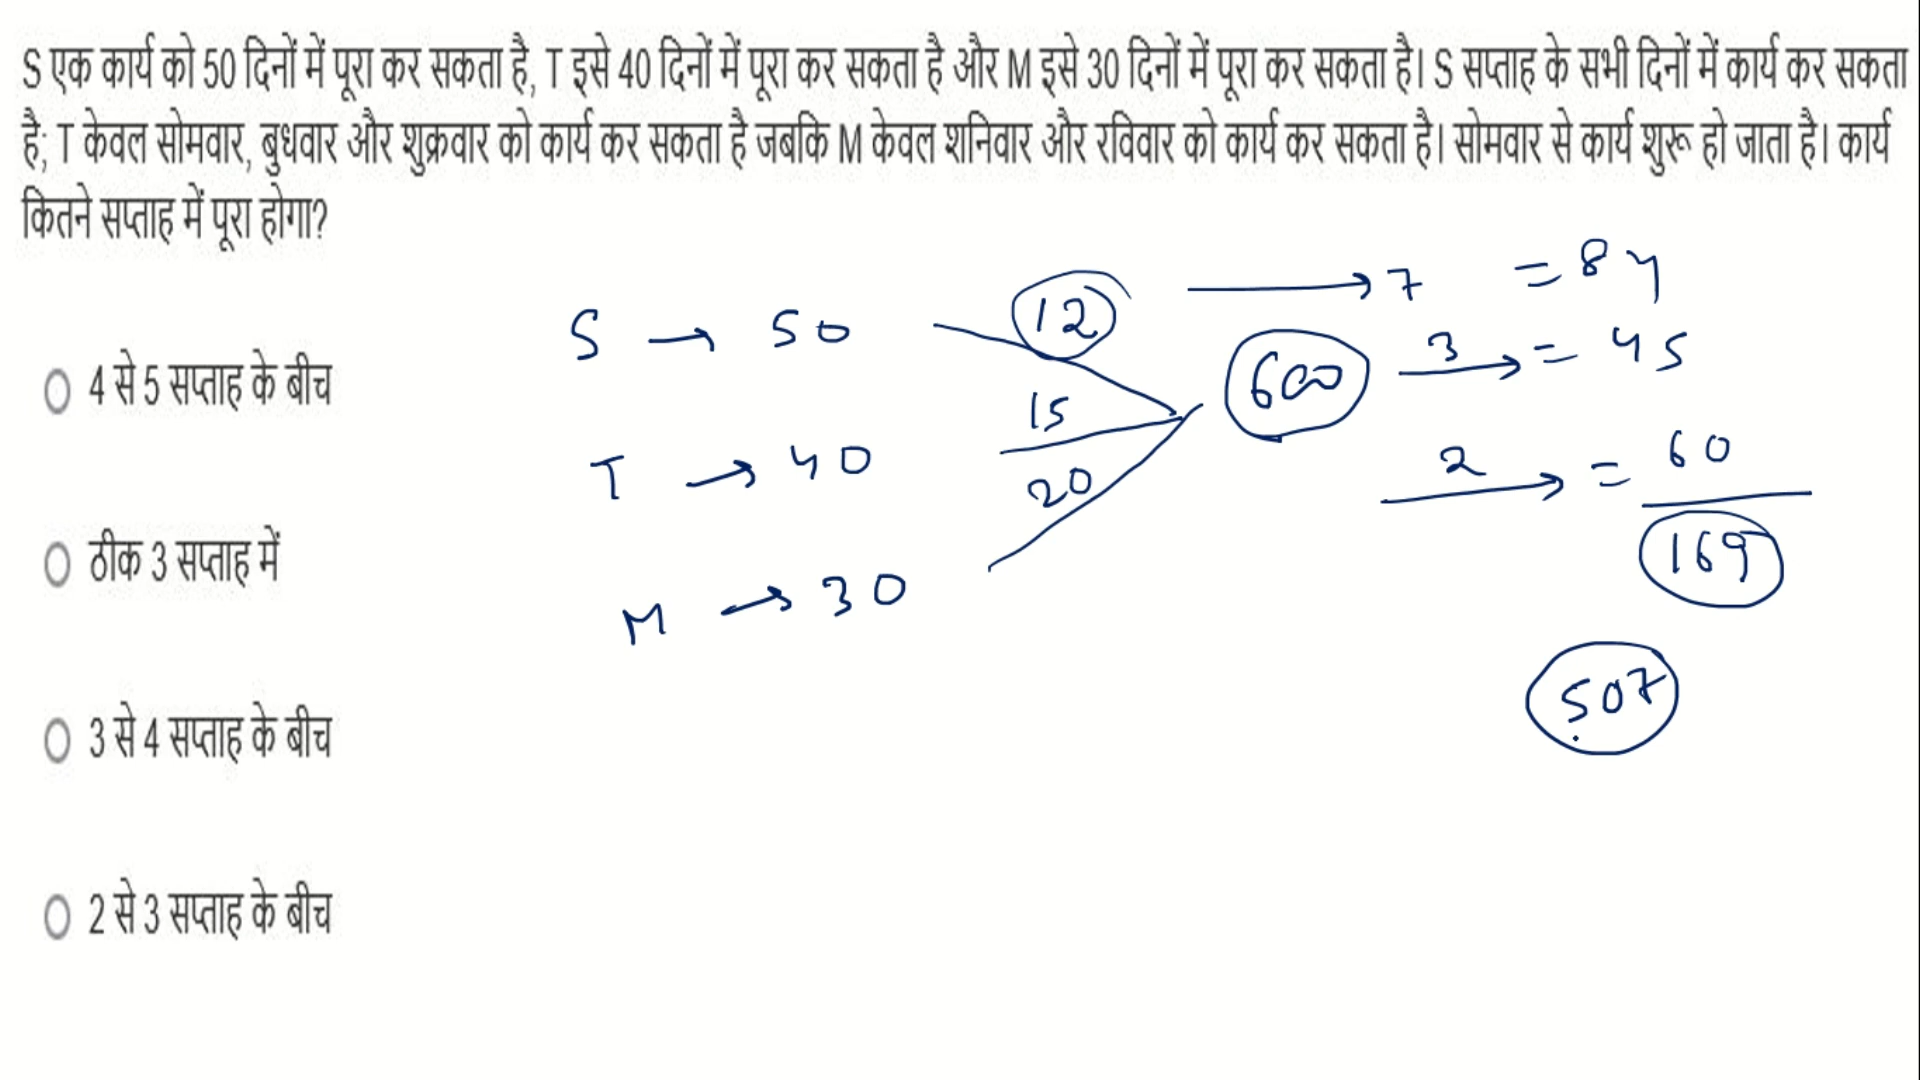 S एक कार्य को 50 दिनों में पूरा कर सकता है, T इसे 40 दिनों में पूरा कर सकता है और M इसे 30 दिनों में पूरा कर सकता है। S सप्ताह के सभी दिनों में कार्य कर सकता
है; T केवल सोमवार, बुधवार और शुक्रवार को कार्य कर सकता है जबकि M केवल शनिवार और रविवार को कार्य कर सकता है। सोमवार से कार्य शुरू हो जाता है। कार्य
कितने सप्ताह में पूरा होगा?
S → 50 12 → 7 = 84
600 3 → = 45
4 से 5 सप्ताह के बीच
T → 40 15
20 2 → = 60
169
ठीक 3 सप्ताह में
M → 30
507
3 से 4 सप्ताह के बीच
2 से 3 सप्ताह के बीच